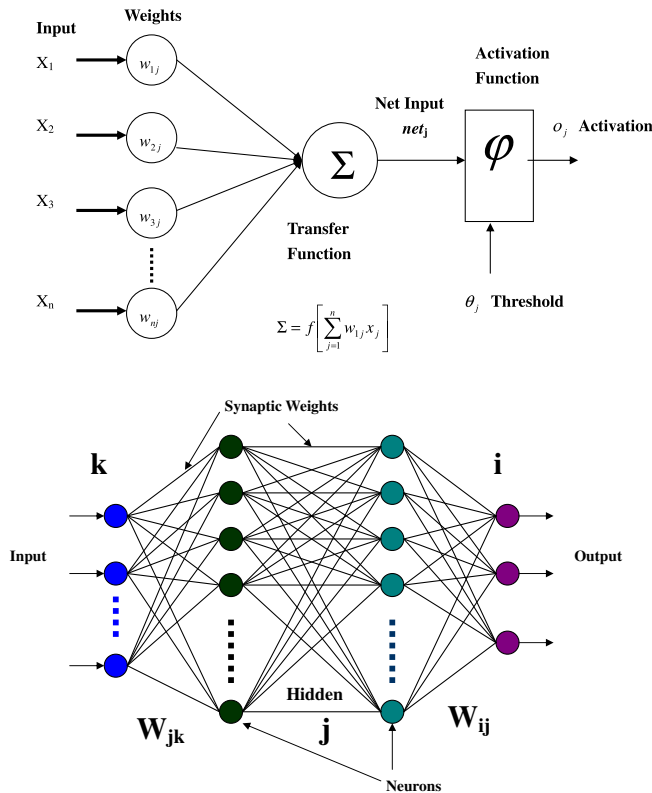 Weights
Input
Activation
Function
X1
w1j
Net Input
netj
X2
w2j
Σ
φ
oj Activation
X3
w3j
Transfer
Function
Xn
wnj
θj Threshold
Σ = f[∑j=1n w1j xj]
Synaptic Weights
k
i
Input
Output
Hidden
Wjk
j
Wij
Neurons